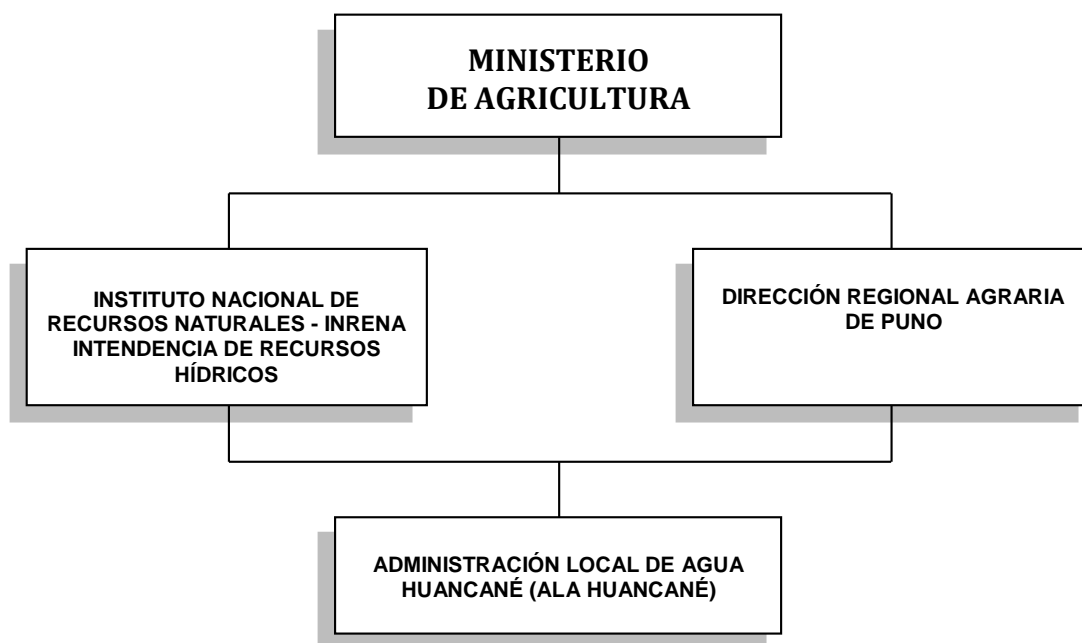 MINISTERIO
DE AGRICULTURA
INSTITUTO NACIONAL DE
RECURSOS NATURALES - INRENA
INTENDENCIA DE RECURSOS
HÍDRICOS
DIRECCIÓN REGIONAL AGRARIA
DE PUNO
ADMINISTRACIÓN LOCAL DE AGUA
HUANCANÉ (ALA HUANCANÉ)